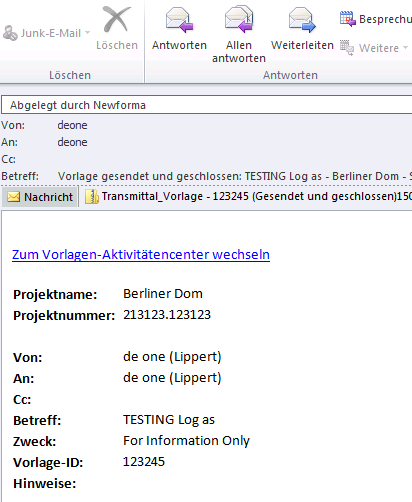 Junk-E-Mail
Löschen
Antworten
Allen antworten
Weiterleiten
Besprechu
Weitere
Löschen
Antworten
Abgelegt durch Newforma
Von: deone
An: deone
Cc:
Betreff: Vorlage gesendet und geschlossen: TESTING Log as - Berliner Dom - S
Nachricht Transmittal_Vorlage - 123245 (Gesendet und geschlossen)150
Zum Vorlagen-Aktivitätencenter wechseln
Projektname: Berliner Dom
Projektnummer: 213123.123123
Von: de one (Lippert)
An: de one (Lippert)
Cc:
Betreff: TESTING Log as
Zweck: For Information Only
Vorlage-ID: 123245
Hinweise: